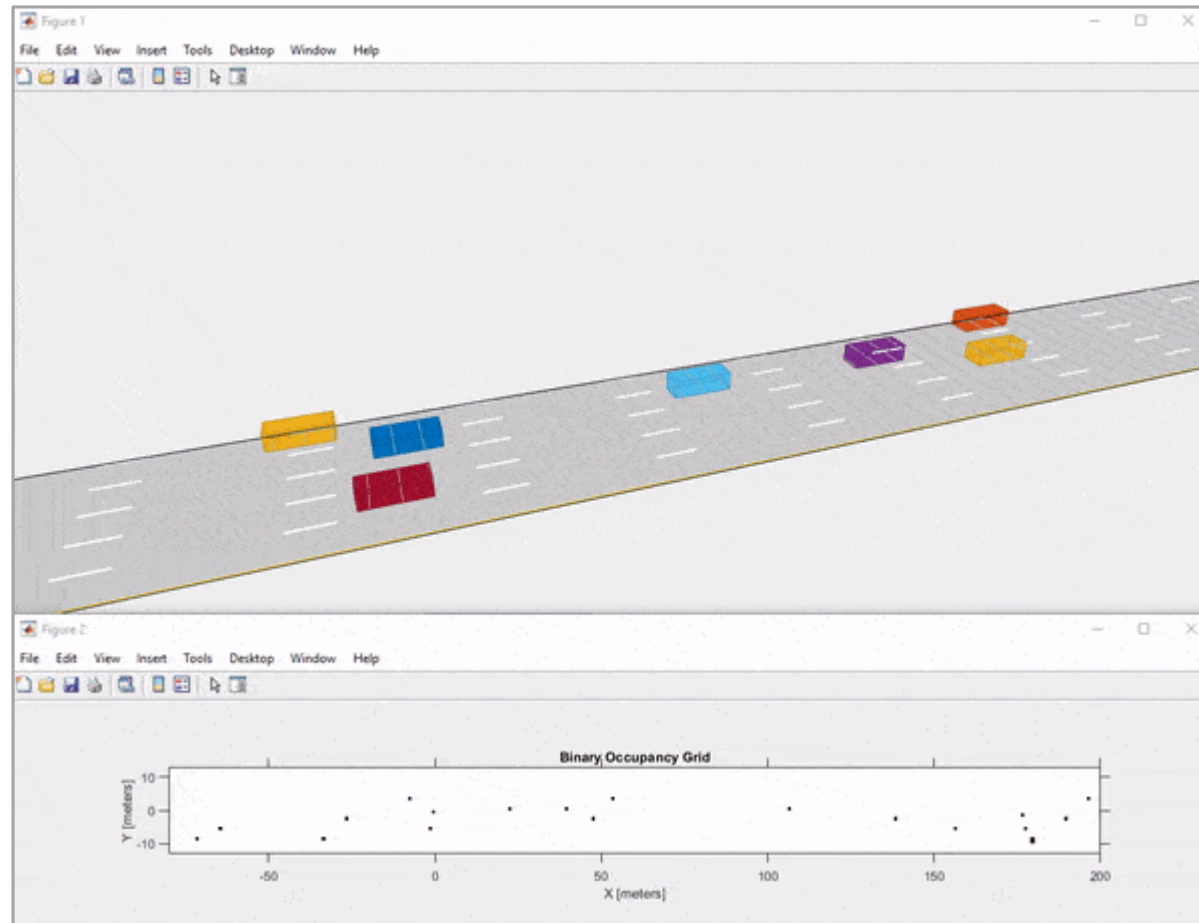 Figure 1
File Edit View Insert Tools Desktop Window Help
Figure 2
File Edit View Insert Tools Desktop Window Help
Binary Occupancy Grid
Y [meters]
10
0
-10
-50 0 50 100 150 200
X [meters]